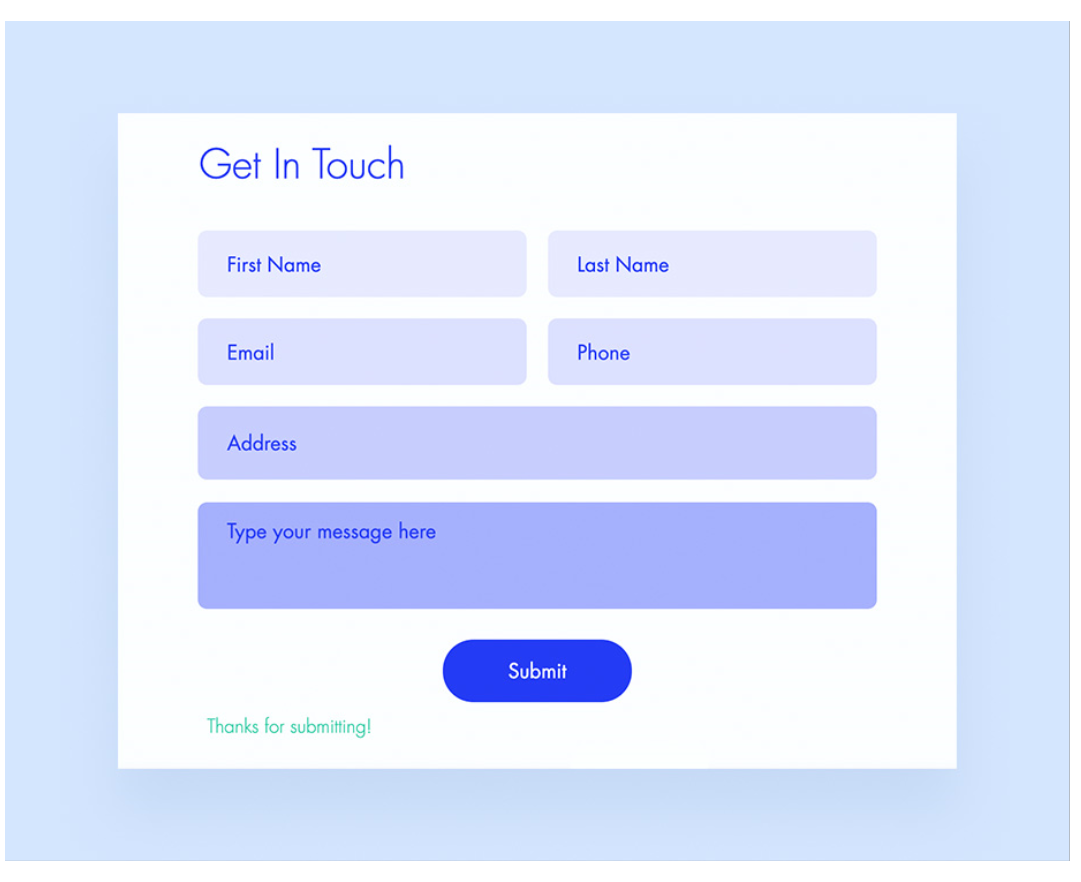 Get In Touch
First Name
Last Name
Email
Phone
Address
Type your message here
Submit
Thanks for submitting!